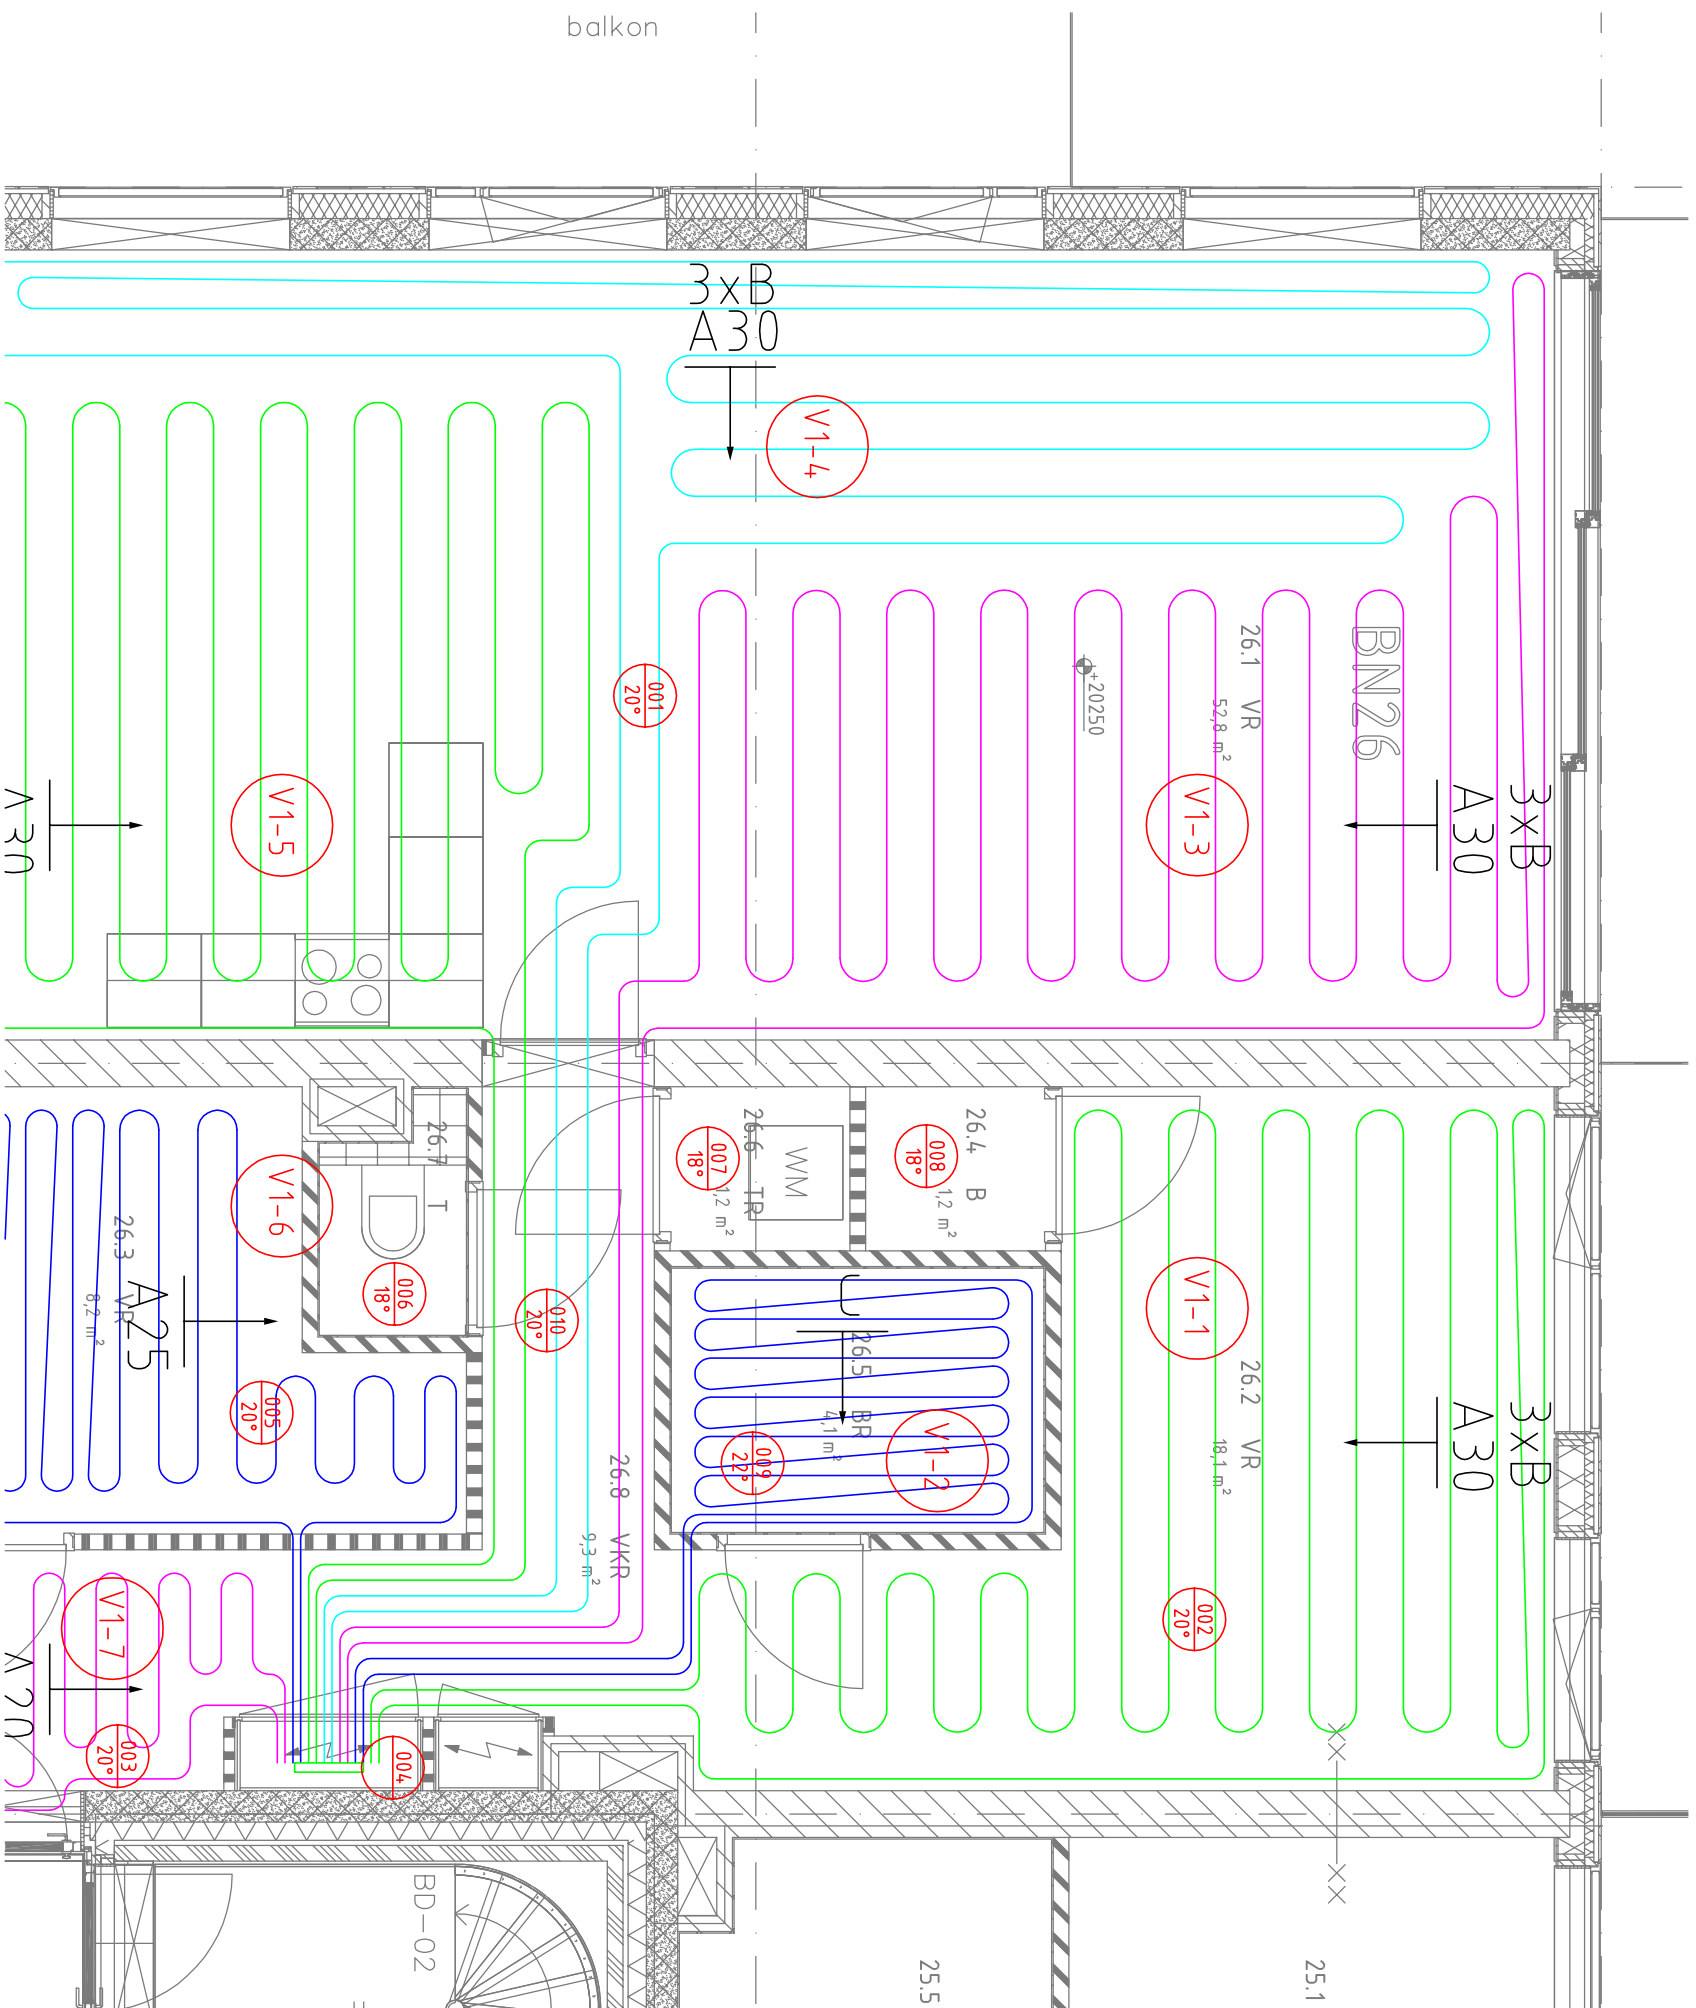 balkon
3xB
A30
V1-4
001
20°
26.1 VR
52,8 m²
BN26
+20250
V1-5
V1-3
3xB
A30
A30
26.7 T
26.6 TR
1,2 m²
WM
007
18°
26.4 B
1,2 m²
008
18°
V1-6
26.3 VR
8,2 m²
A25
006
18°
010
20°
005
20°
U
26.5 BR
4,1 m²
V1-2
009
22°
V1-1
26.2 VR
18,1 m²
3xB
A30
26.8 VKR
9,3 m²
002
20°
V1-7
A20
003
20°
004
BD-02
25.5
25.1